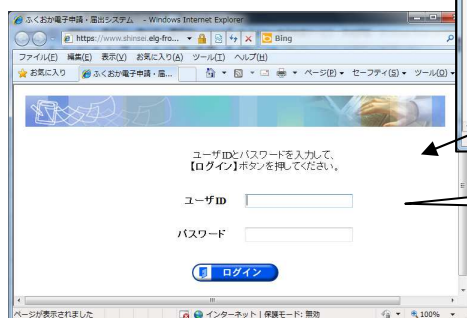 ふくおか電子申請・届出システム - Windows Internet Explorer
https://www.shinsei.elg-fro...
Bing
ファイル(F) 編集(E) 表示(V) お気に入り(A) ツール(T) ヘルプ(H)
お気に入り ふくおか電子申請・届... ページ(P) セーフティ(S) ツール(O)
ユーザIDとパスワードを入力して、
【ログイン】ボタンを押してください。
ユーザID
パスワード
ログイン
ページが表示されました インターネット | 保護モード: 無効 100%